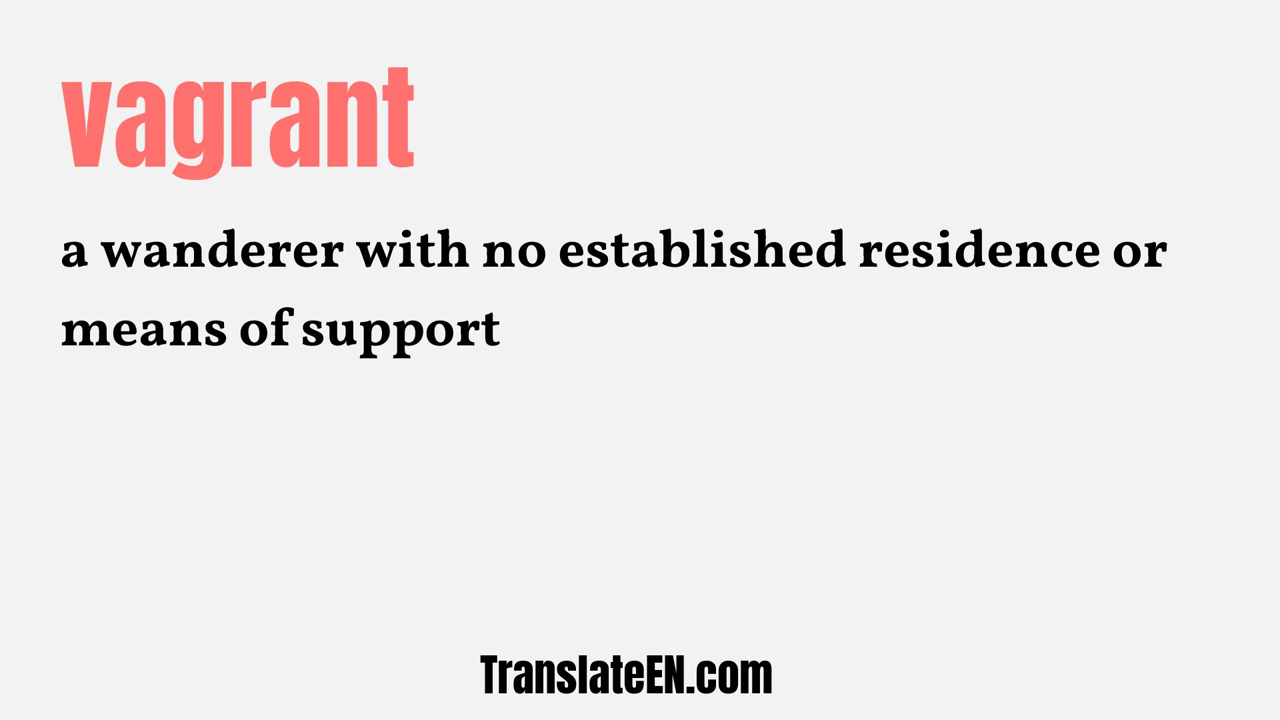 vagrant
a wanderer with no established residence or
means of support
TranslateEN.com